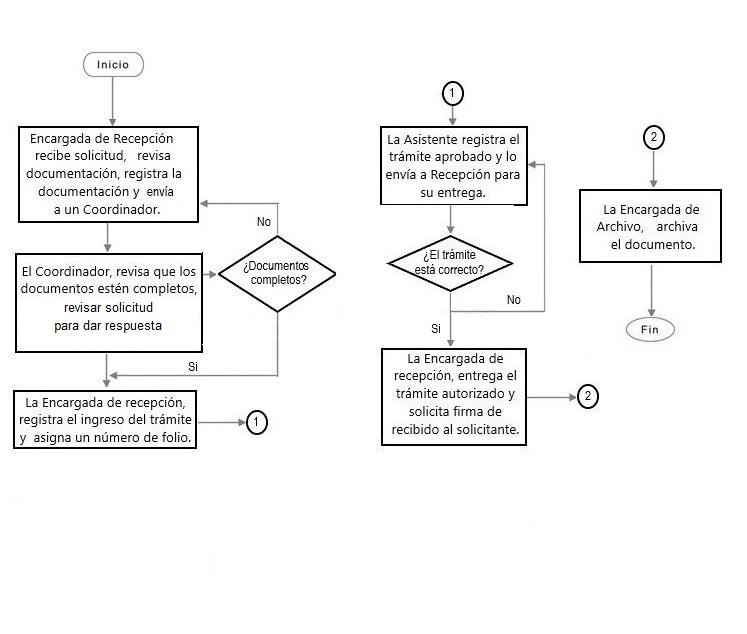 Inicio
Encargada de Recepción
recibe solicitud, revisa
documentación, registra la
documentación y envía
a un Coordinador.
No
El Coordinador, revisa que los
documentos estén completos,
revisar solicitud
para dar respuesta
¿Documentos
completos?
Si
La Encargada de recepción,
registra el ingreso del trámite
y asigna un número de folio.
1
1
La Asistente registra el
trámite aprobado y lo
envía a Recepción para
su entrega.
¿El trámite
está correcto?
No
Si
La Encargada de
recepción, entrega el
trámite autorizado y
solicita firma de
recibido al solicitante.
2
2
La Encargada de
Archivo, archiva
el documento.
Fin